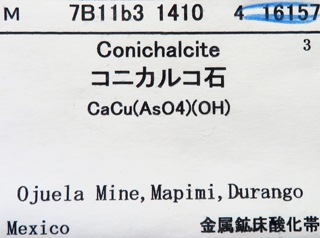 M 7B11b3 1410 4 16157
Conichalcite 3
コニカルコ石
CaCu(AsO4)(OH)
Ojuela Mine,Mapimi,Durango
Mexico 金属鉱床酸化帯